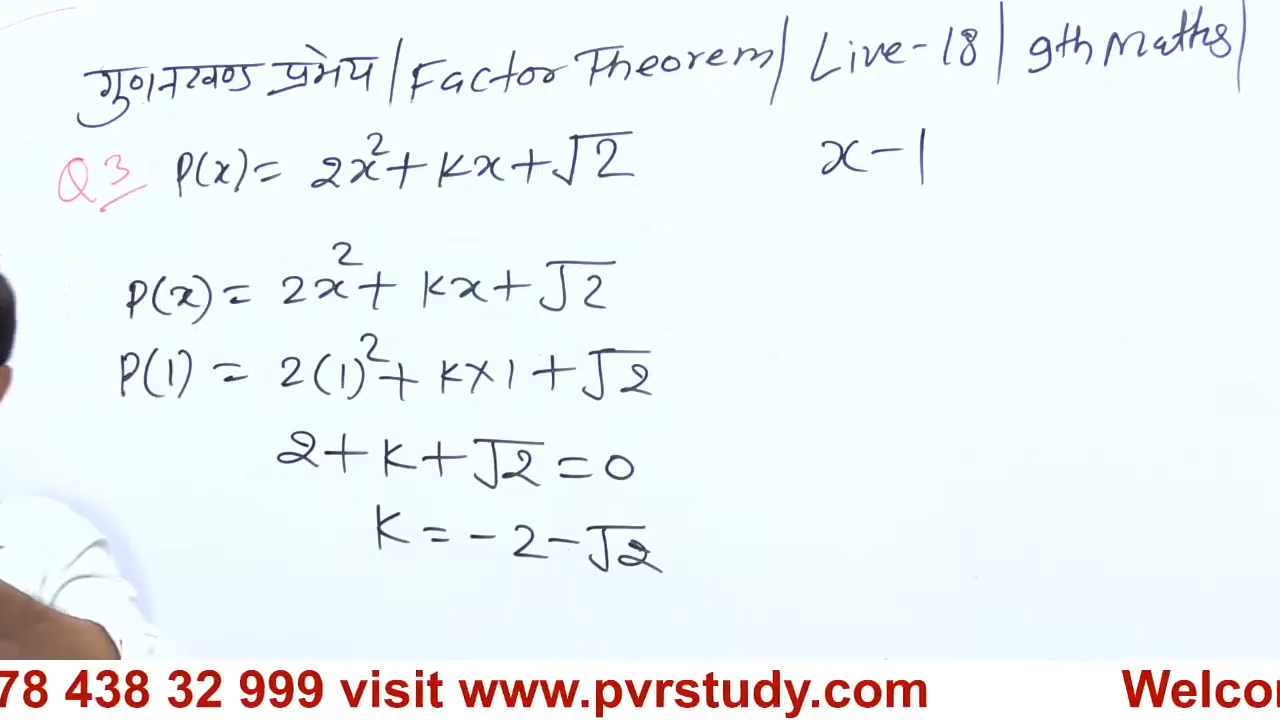 गुणनखण्ड प्रमेय | Factor Theorem | Live-18 | 9th Maths |
Q3 P(x) = 2x² + kx + √2 x - 1
P(x) = 2x² + kx + √2
P(1) = 2(1)² + k×1 + √2
2 + k + √2 = 0
k = -2 - √2
78 438 32 999 visit www.pvrstudy.com Welco